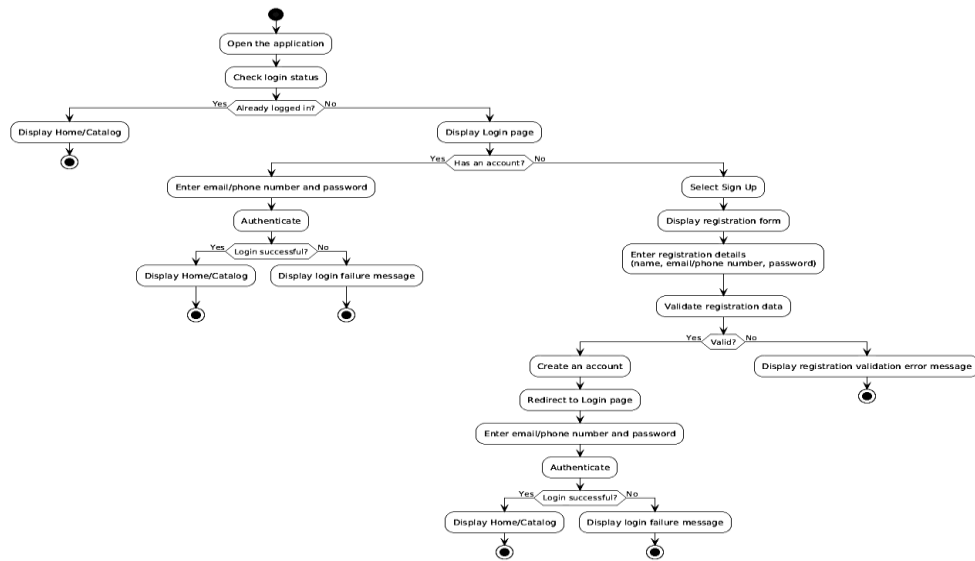 Open the application
Check login status
Already logged in?
Yes
No
Display Home/Catalog
Display Login page
Has an account?
Yes
No
Enter email/phone number and password
Select Sign Up
Authenticate
Display registration form
Login successful?
Yes
No
Enter registration details
(name, email/phone number, password)
Display Home/Catalog
Display login failure message
Validate registration data
Valid?
Yes
No
Create an account
Display registration validation error message
Redirect to Login page
Enter email/phone number and password
Authenticate
Login successful?
Yes
No
Display Home/Catalog
Display login failure message